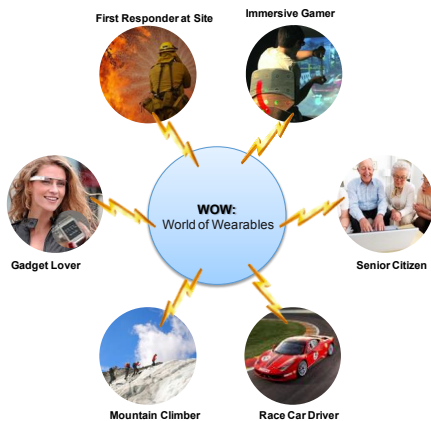 First Responder at Site
Immersive Gamer
WOW:
World of Wearables
Gadget Lover
Senior Citizen
Mountain Climber
Race Car Driver